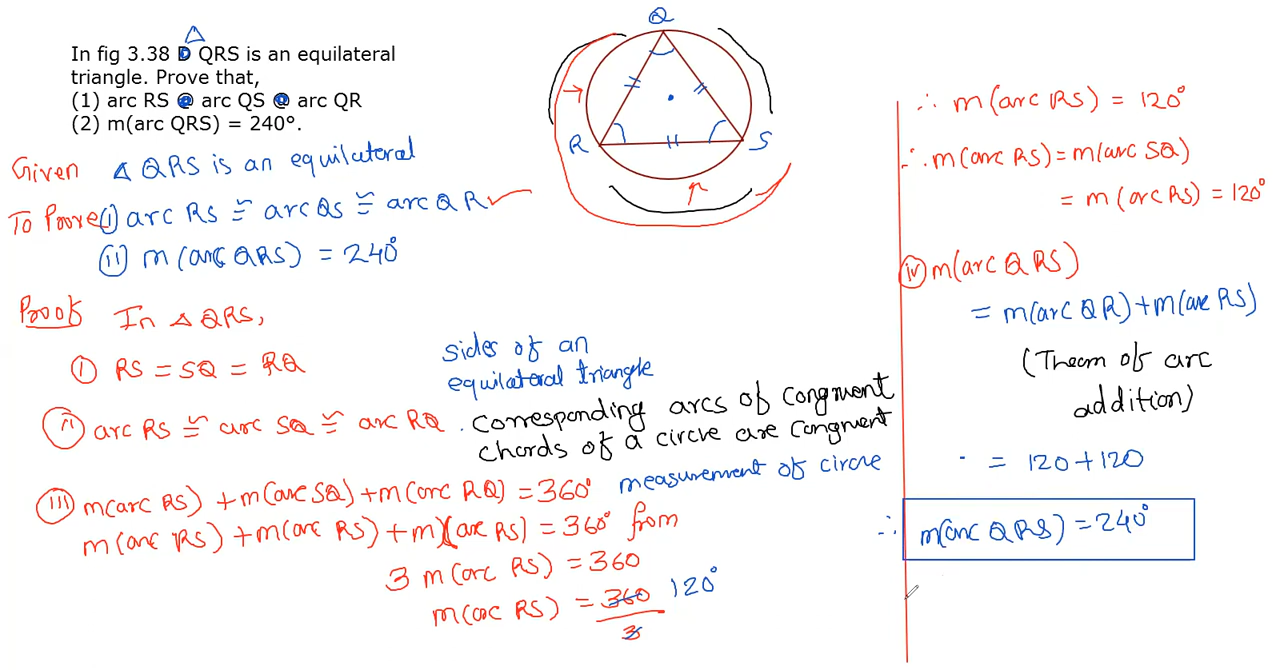 △
In fig 3.38 D QRS is an equilateral
triangle. Prove that,
(1) arc RS @ arc QS @ arc QR
(2) m(arc QRS) = 240°.
Q
R
S
Given △ QRS is an equilateral
To Prove (i) arc RS ≅ arc QS ≅ arc QR
(ii) m(arc QRS) = 240°
Proof In △ QRS,
(i) RS = SQ = RQ
sides of an
equilateral triangle
(ii) arc RS ≅ arc SQ ≅ arc RQ.
corresponding arcs of congruent
chords of a circle are congruent
(iii) m(arc RS) + m(arc SQ) + m(arc RQ) = 360° measurement of circle
m(arc RS) + m(arc RS) + m(arc RS) = 360° from
3 m(arc RS) = 360
m(arc RS) = 360/3 120°
∴ m(arc RS) = 120°
∴ m(arc RS) = m(arc SQ)
= m(arc RS) = 120°
(iv) m(arc QRS)
= m(arc QR) + m(arc RS)
(Theorm of arc
addition)
= 120 + 120
∴ m(arc QRS) = 240°